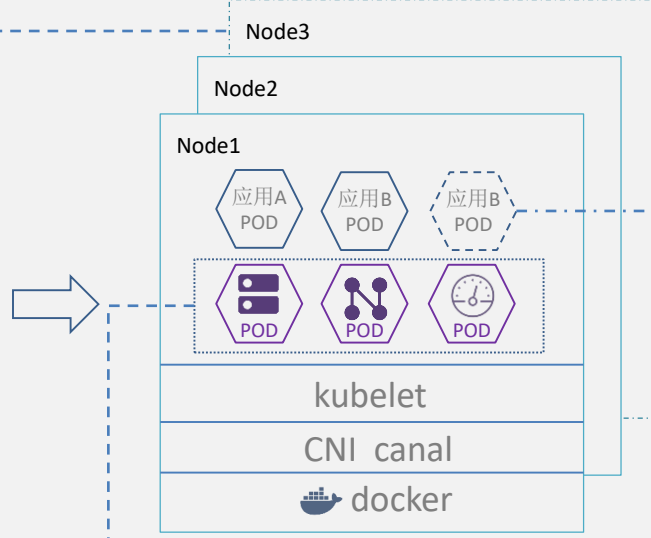 Node3
Node2
Node1
应用A
POD
应用B
POD
应用B
POD
POD
POD
POD
kubelet
CNI canal
docker